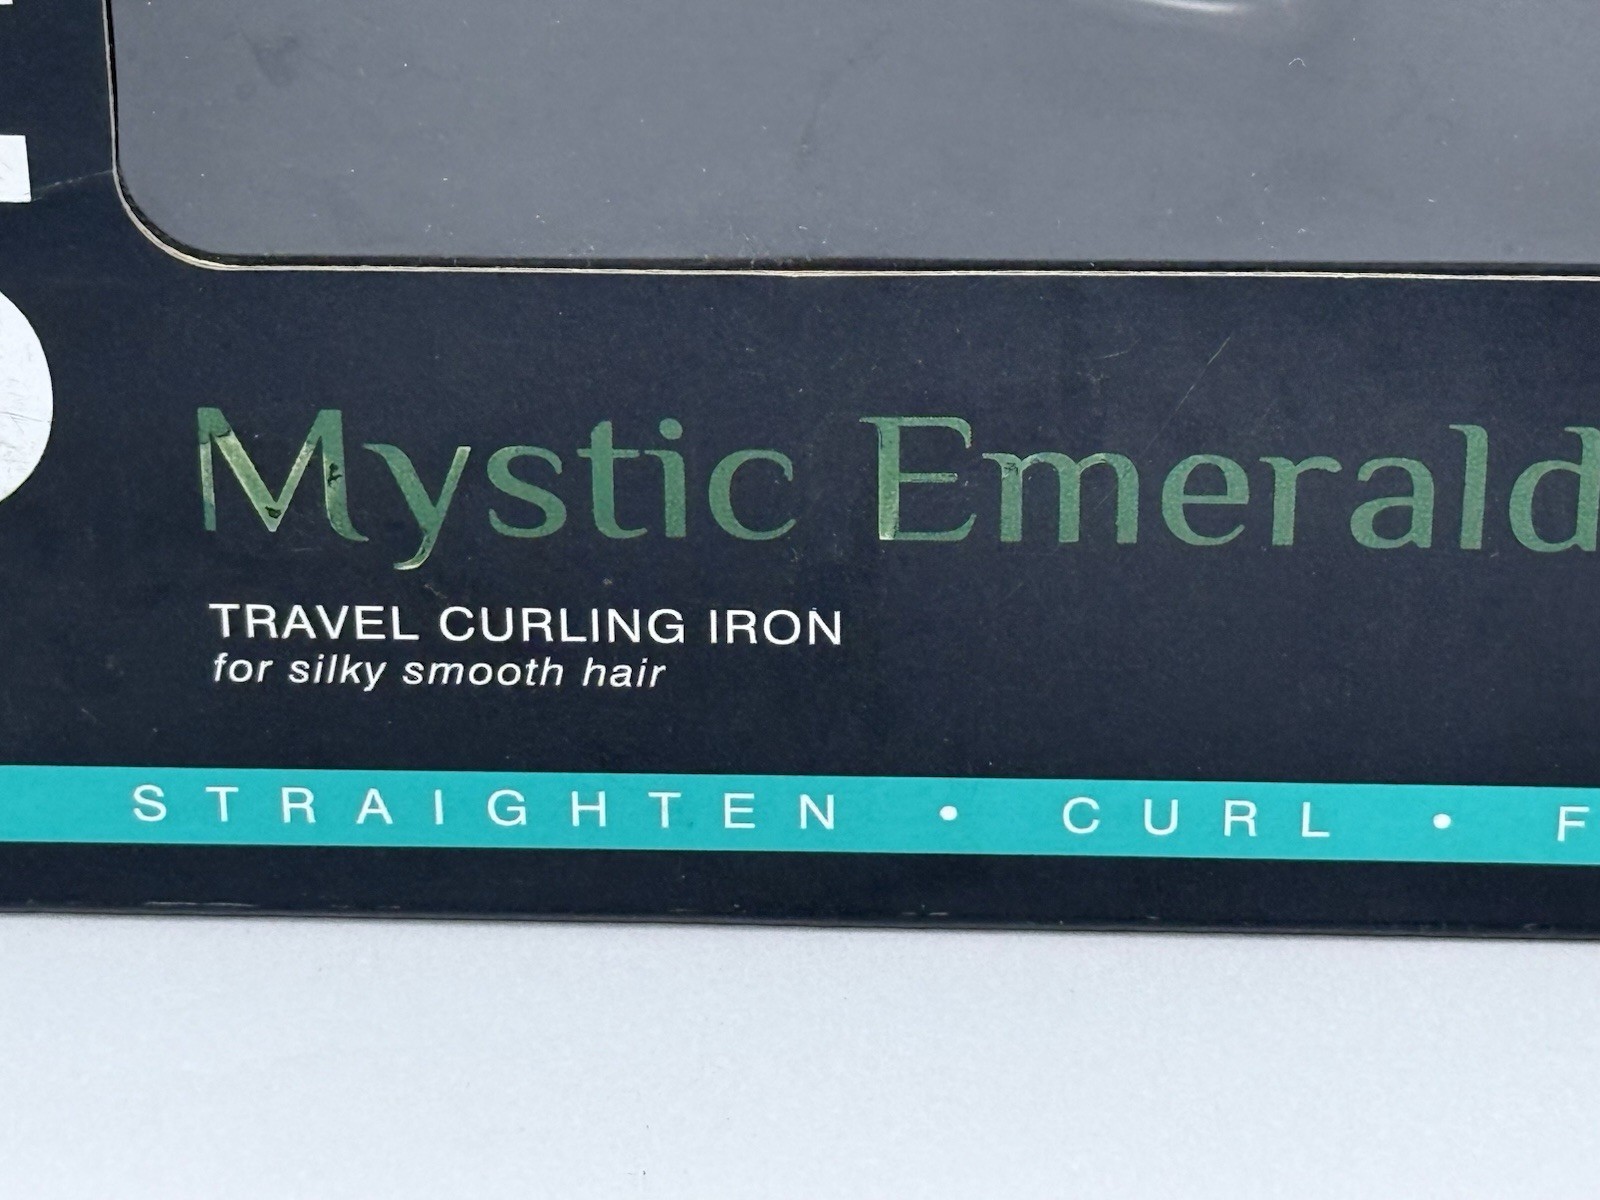 Mystic Emerald
TRAVEL CURLING IRON
for silky smooth hair
STRAIGHTEN • CURL • F